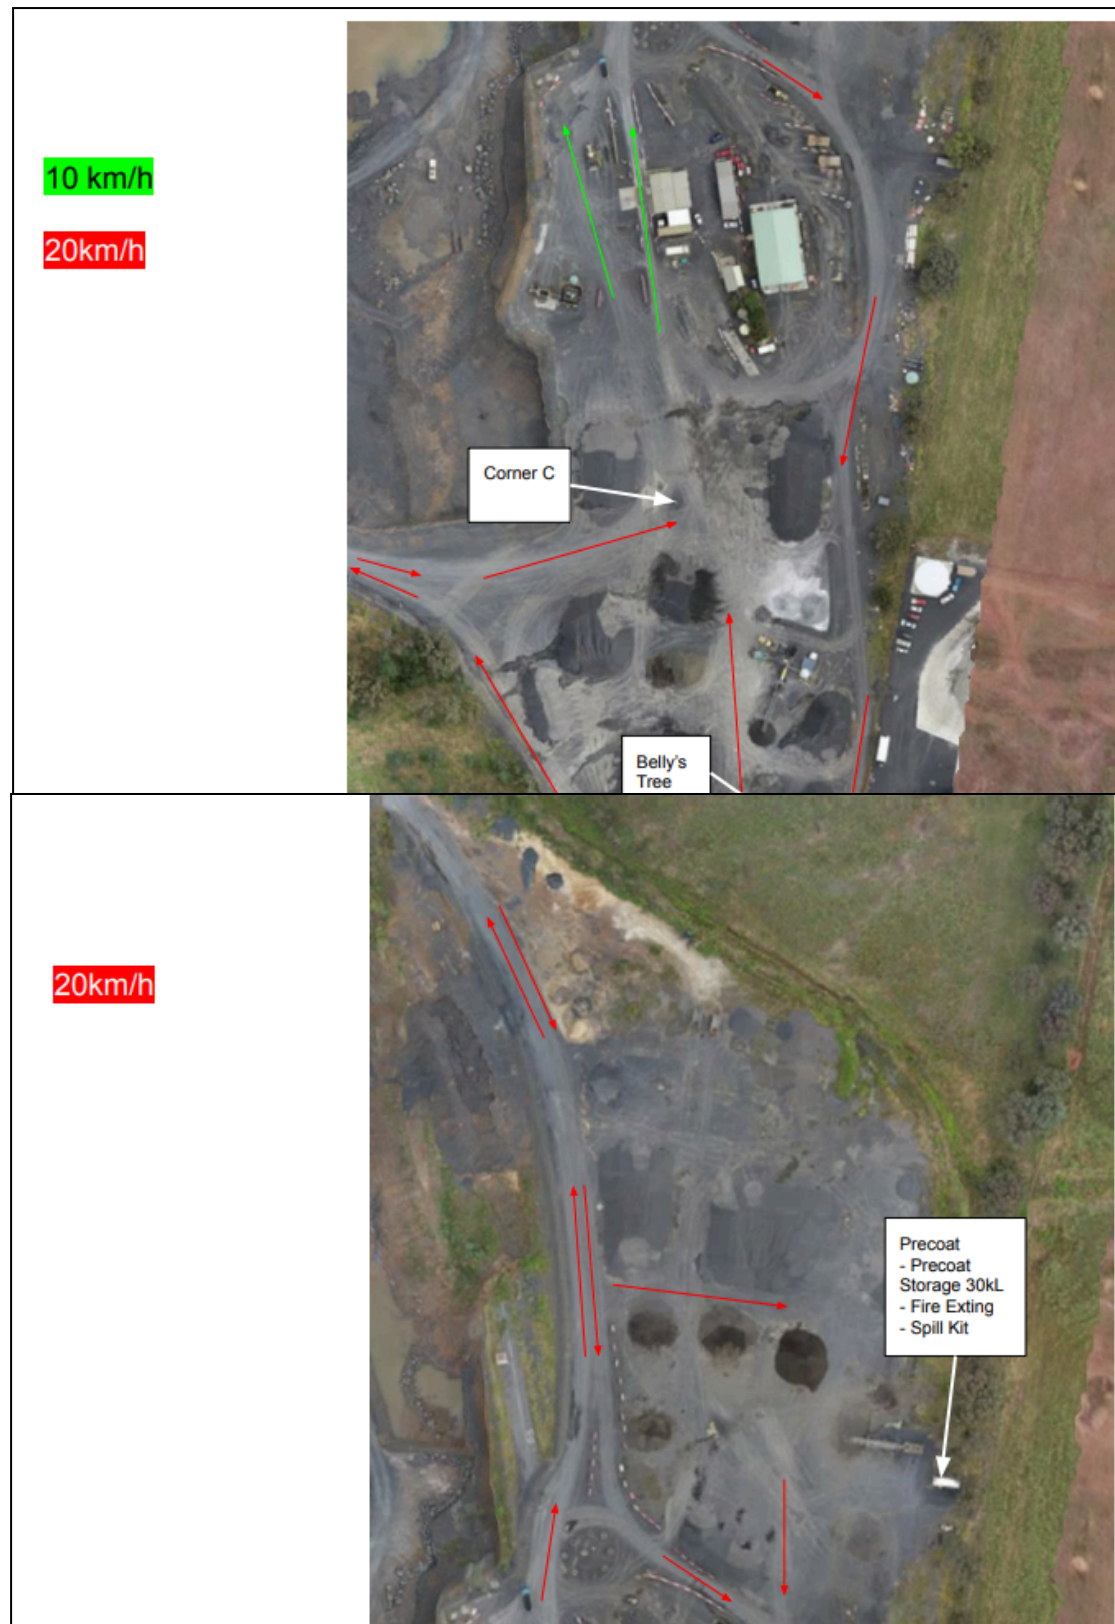 10 km/h
20km/h
Corner C
Belly's
Tree
20km/h
Precoat
- Precoat
Storage 30kL
- Fire Exting
- Spill Kit